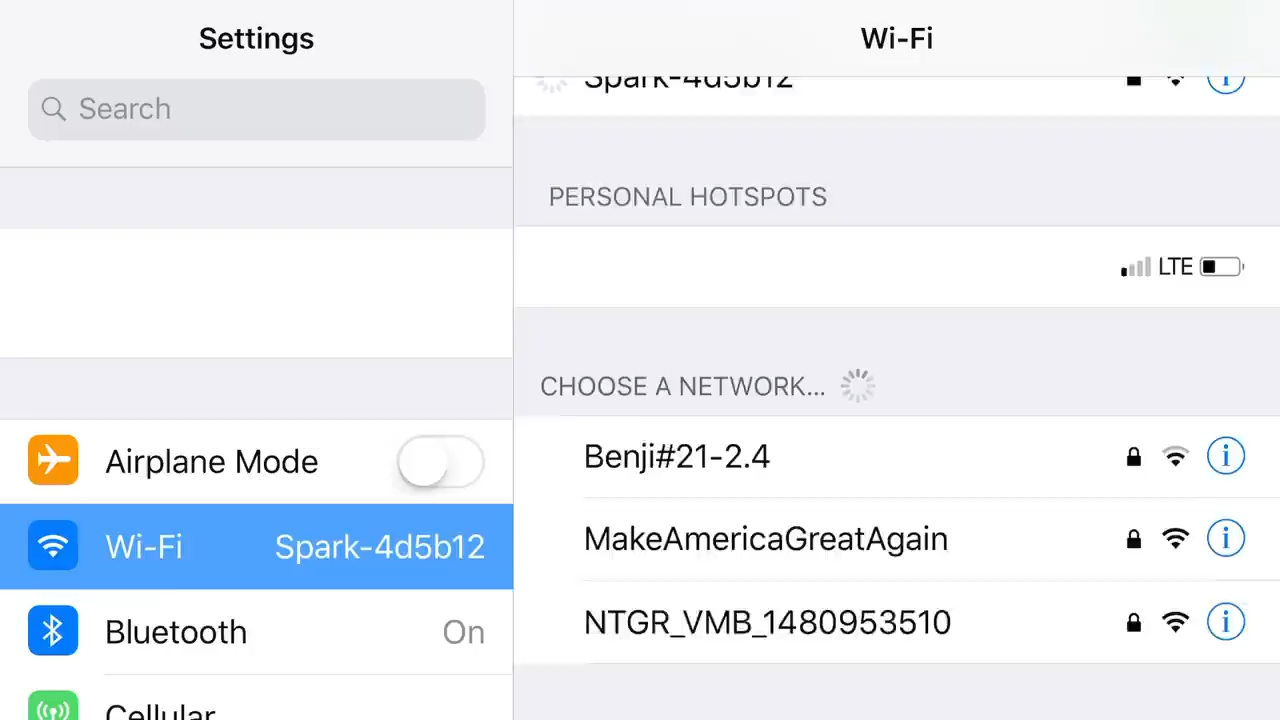 Settings
Search
Airplane Mode
Wi-Fi Spark-4d5b12
Bluetooth On
Cellular
Wi-Fi
Spark-4d5b12
PERSONAL HOTSPOTS
LTE
CHOOSE A NETWORK...
Benji#21-2.4
MakeAmericaGreatAgain
NTGR_VMB_1480953510